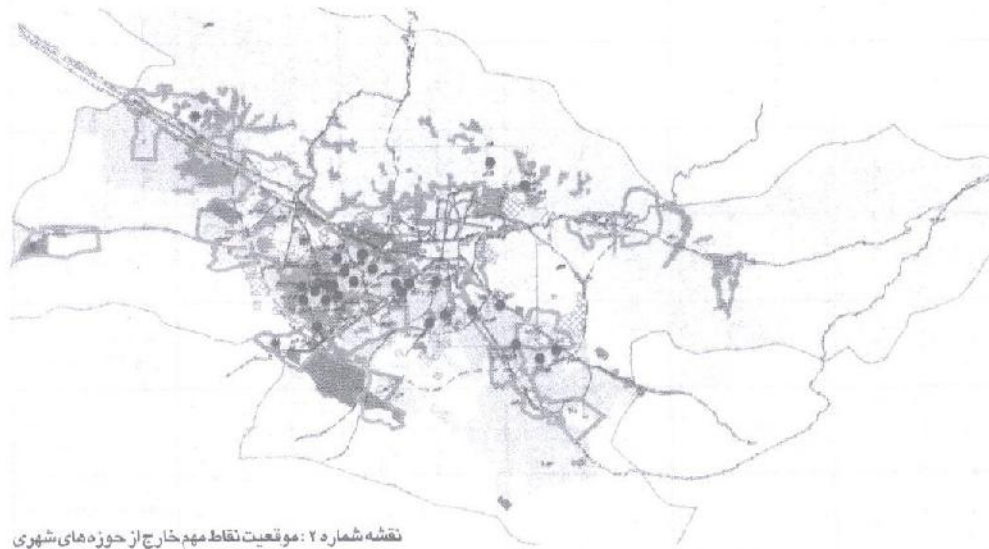 نقشه شماره ۲ : موقعیت نقاط مهم خارج از حوزه‌های شهری